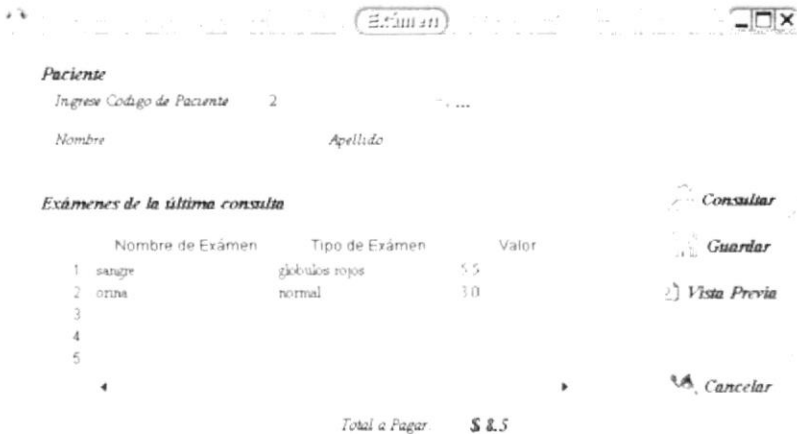 Exámen
Paciente
Ingrese Codigo de Paciente 2 ...
Nombre Apellido
Exámenes de la última consulta
Consultar
Nombre de Exámen Tipo de Exámen Valor
Guardar
1 sangre globulos rojos 5.5
2 orina normal 3.0
Vista Previa
3
4
5
Cancelar
Total a Pagar $ 8.5